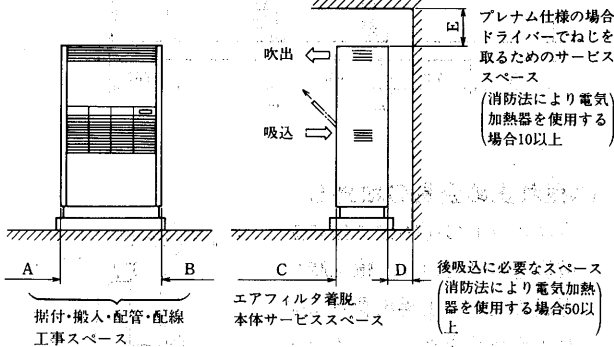 E
プレナム仕様の場合
ドライバーでねじを
取るためのサービス
スペース
(消防法により電気
加熱器を使用する
場合10以上)
吹出
吸込
A
B
C
D
据付・搬入・配管・配線
工事スペース
エアフィルタ着脱
本体サービススペース
後吸込に必要なスペース
(消防法により電気加熱
器を使用する場合50以
上)